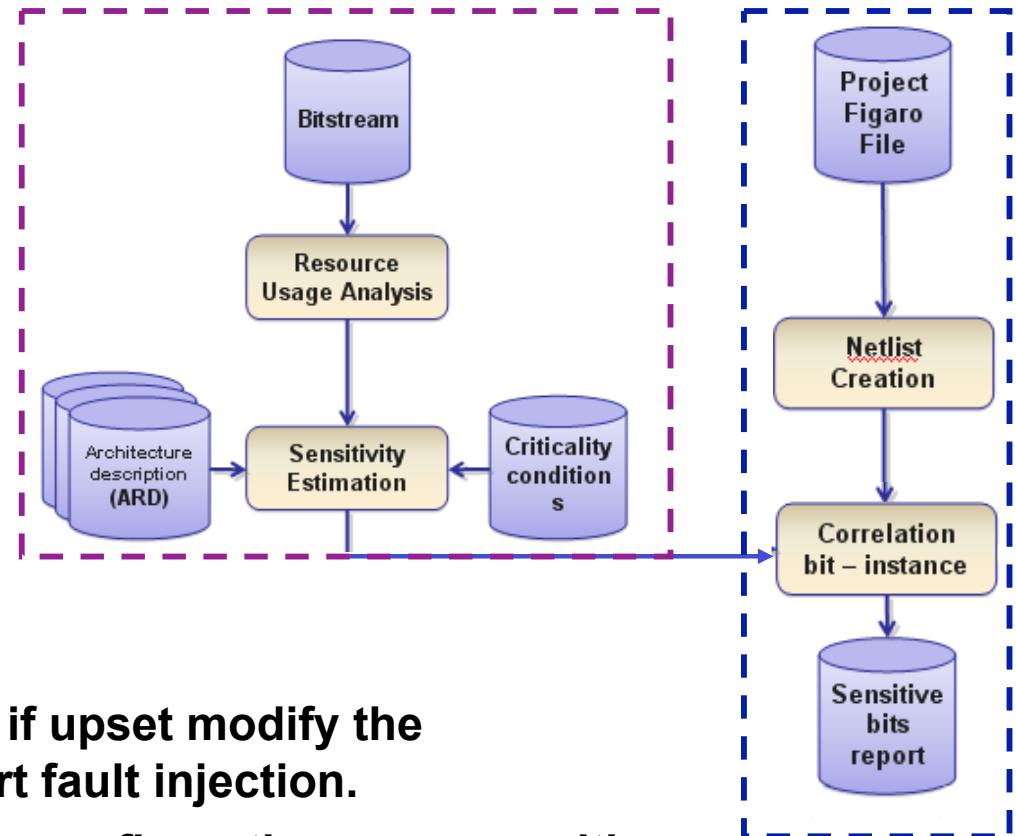 Bitstream
Resource
Usage Analysis
Architecture
description
(ARD)
Sensitivity
Estimation
Criticality
condition
s
Project
Figaro
File
Netlist
Creation
Correlation
bit – instance
Sensitive
bits
report
if upset modify the
rt fault injection.